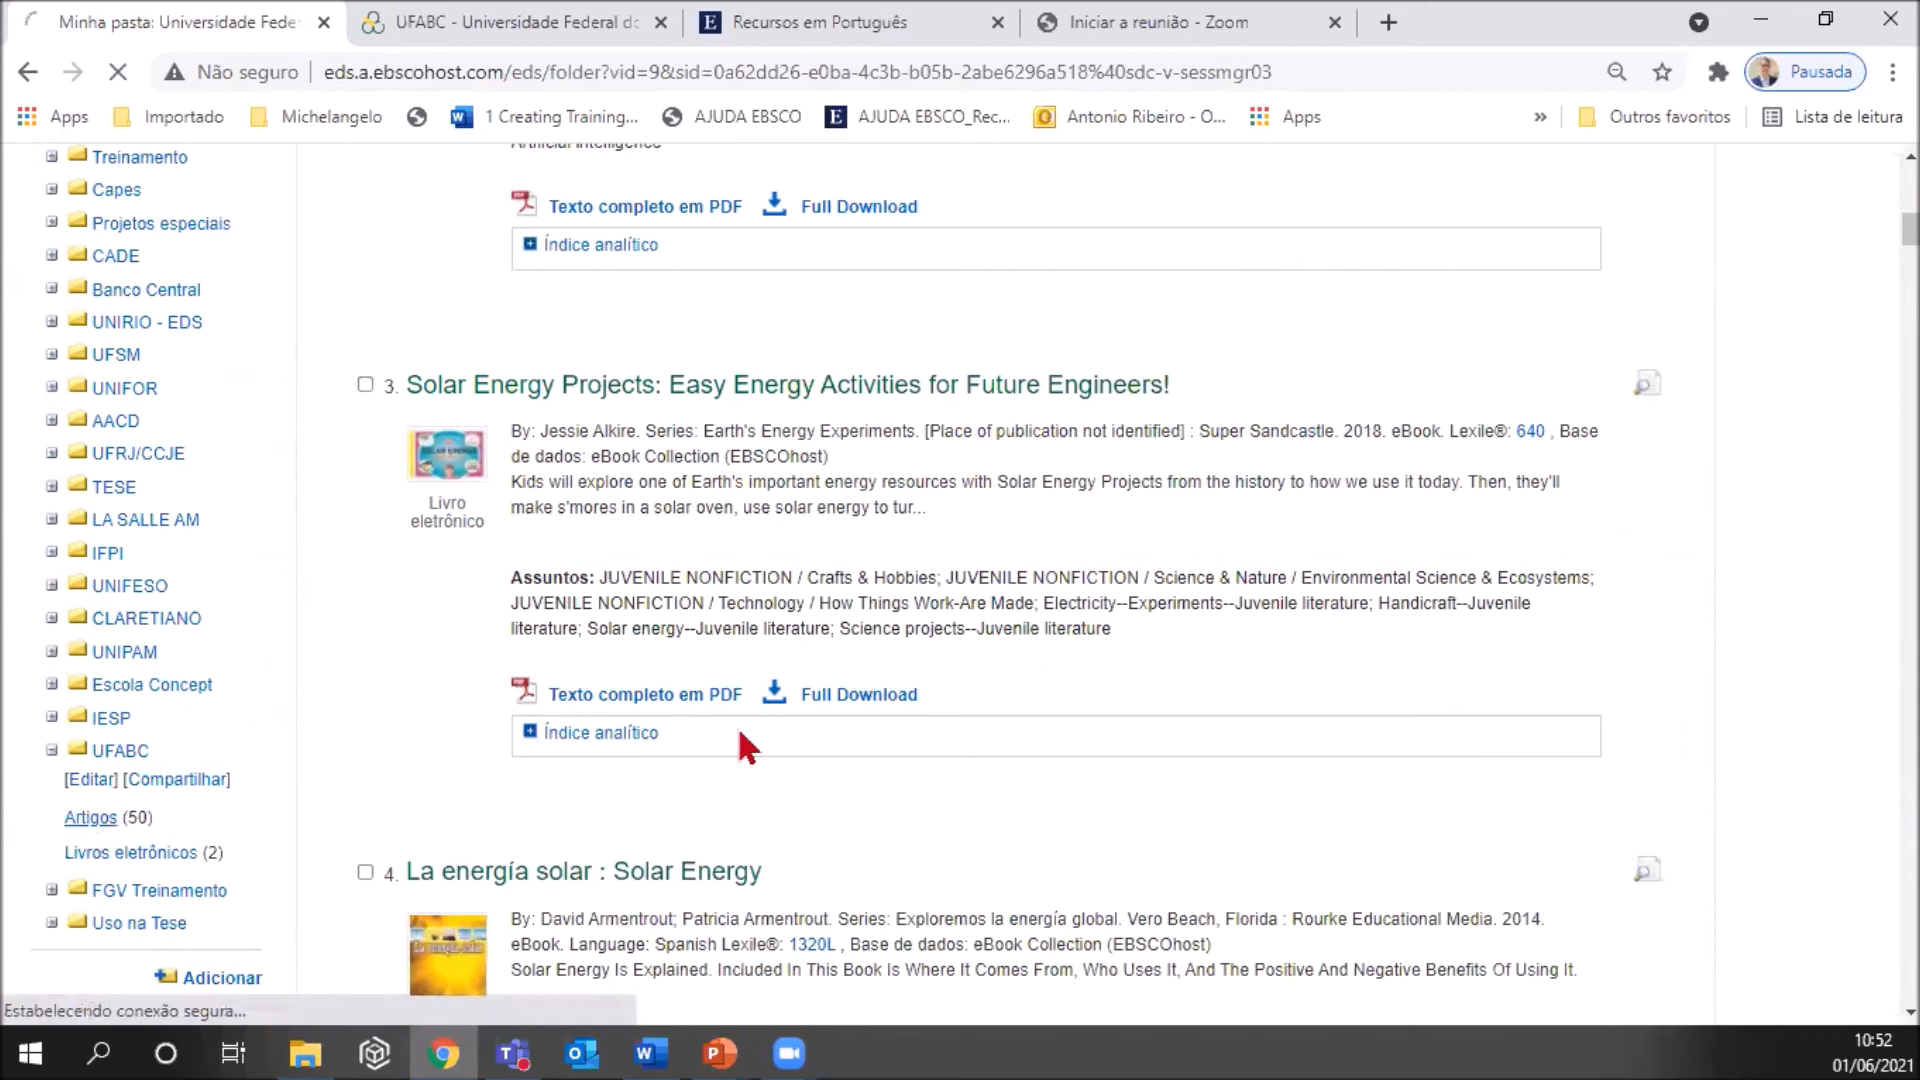 Minha pasta: Universidade Fede
UFABC - Universidade Federal do
Recursos em Português
Iniciar a reunião - Zoom
Não seguro
eds.a.ebscohost.com/eds/folder?vid=9&sid=0a62dd26-e0ba-4c3b-b05b-2abe6296a518%40sdc-v-sessmgr03
Pausada
Apps
Importado
Michelangelo
1 Creating Training...
AJUDA EBSCO
AJUDA EBSCO_Rec...
Antonio Ribeiro - O...
Apps
»
Outros favoritos
Lista de leitura
Treinamento
Capes
Projetos especiais
CADE
Banco Central
UNIRIO - EDS
UFSM
UNIFOR
AACD
UFRJ/CCJE
TESE
LA SALLE AM
IFPI
UNIFESO
CLARETIANO
UNIPAM
Escola Concept
IESP
UFABC
[Editar] [Compartilhar]
Artigos (50)
Livros eletrônicos (2)
FGV Treinamento
Uso na Tese
Adicionar
Artificial Intelligence
Texto completo em PDF Full Download
Índice analítico
3. Solar Energy Projects: Easy Energy Activities for Future Engineers!
Livro
eletrônico
By: Jessie Alkire. Series: Earth's Energy Experiments. [Place of publication not identified] : Super Sandcastle. 2018. eBook. Lexile®: 640 , Base
de dados: eBook Collection (EBSCOhost)
Kids will explore one of Earth's important energy resources with Solar Energy Projects from the history to how we use it today. Then, they'll
make s'mores in a solar oven, use solar energy to tur...
Assuntos: JUVENILE NONFICTION / Crafts & Hobbies; JUVENILE NONFICTION / Science & Nature / Environmental Science & Ecosystems;
JUVENILE NONFICTION / Technology / How Things Work-Are Made; Electricity--Experiments--Juvenile literature; Handicraft--Juvenile
literature; Solar energy--Juvenile literature; Science projects--Juvenile literature
Texto completo em PDF Full Download
Índice analítico
4. La energía solar : Solar Energy
By: David Armentrout; Patricia Armentrout. Series: Exploremos la energía global. Vero Beach, Florida : Rourke Educational Media. 2014.
eBook. Language: Spanish Lexile®: 1320L , Base de dados: eBook Collection (EBSCOhost)
Solar Energy Is Explained. Included In This Book Is Where It Comes From, Who Uses It, And The Positive And Negative Benefits Of Using It.
Estabelecendo conexão segura...
10:52
01/06/2021